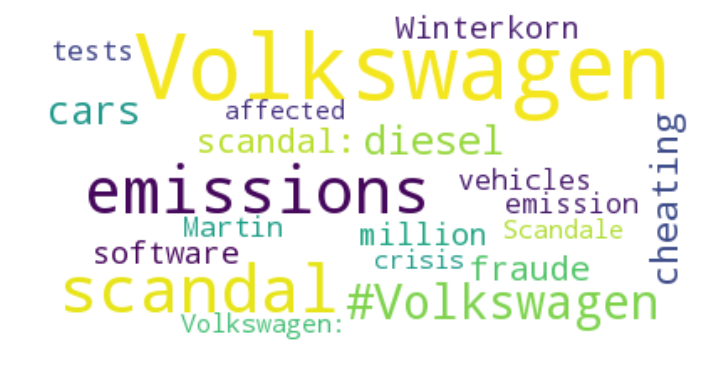 Winterkorn
tests
Volkswagen
cars
affected
scandal:
diesel
cheating
emissions
vehicles
emission
Martin
million
Scandale
software
crisis
fraude
scandal
#Volkswagen
Volkswagen: